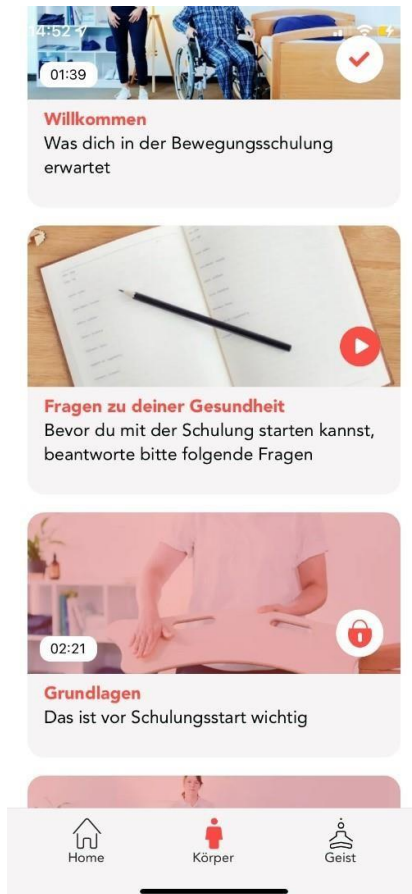 14:52
01:39
Willkommen
Was dich in der Bewegungsschulung
erwartet
Fragen zu deiner Gesundheit
Bevor du mit der Schulung starten kannst,
beantworte bitte folgende Fragen
02:21
Grundlagen
Das ist vor Schulungsstart wichtig
Home
Körper
Geist